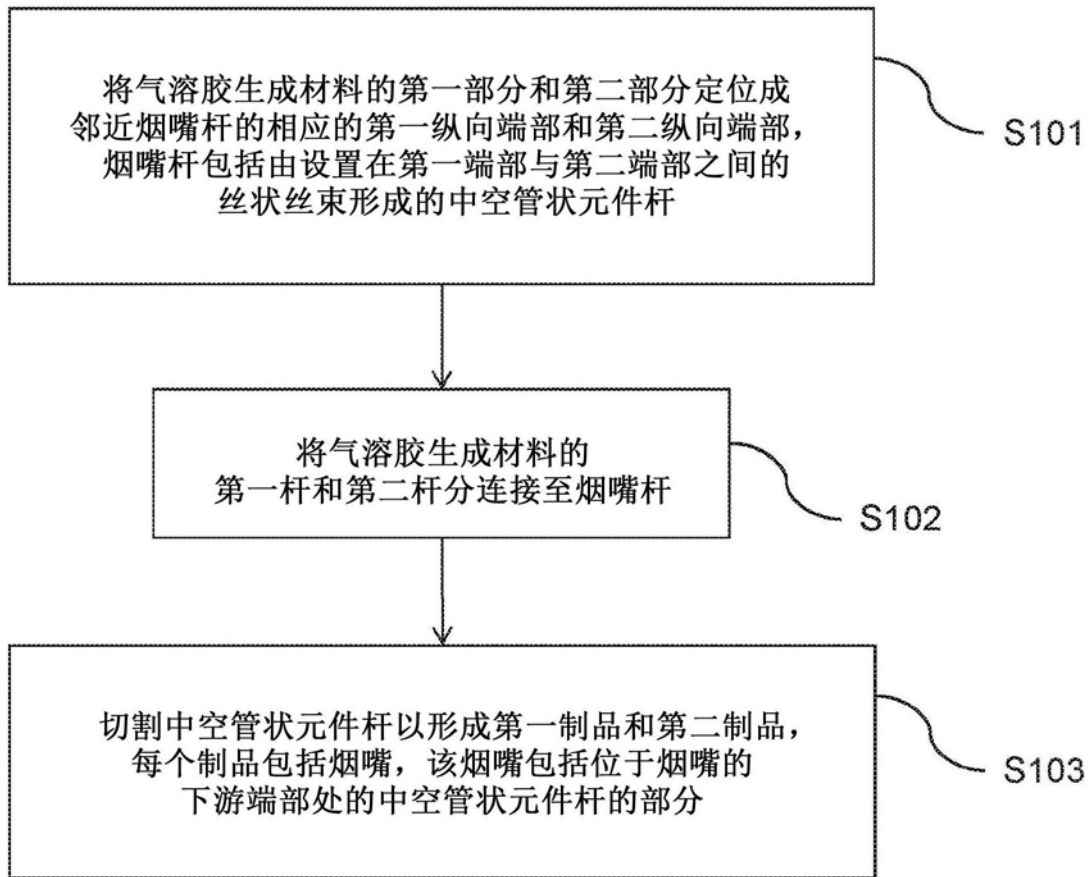 将气溶胶生成材料的第一部分和第二部分定位成
邻近烟嘴杆的相应的第一纵向端部和第二纵向端部，
烟嘴杆包括由设置在第一端部与第二端部之间的
丝状丝束形成的中空管状元件杆
S101
将气溶胶生成材料的
第一杆和第二杆分连接至烟嘴杆
S102
切割中空管状元件杆以形成第一制品和第二制品，
每个制品包括烟嘴，该烟嘴包括位于烟嘴的
下游端部处的中空管状元件杆的部分
S103